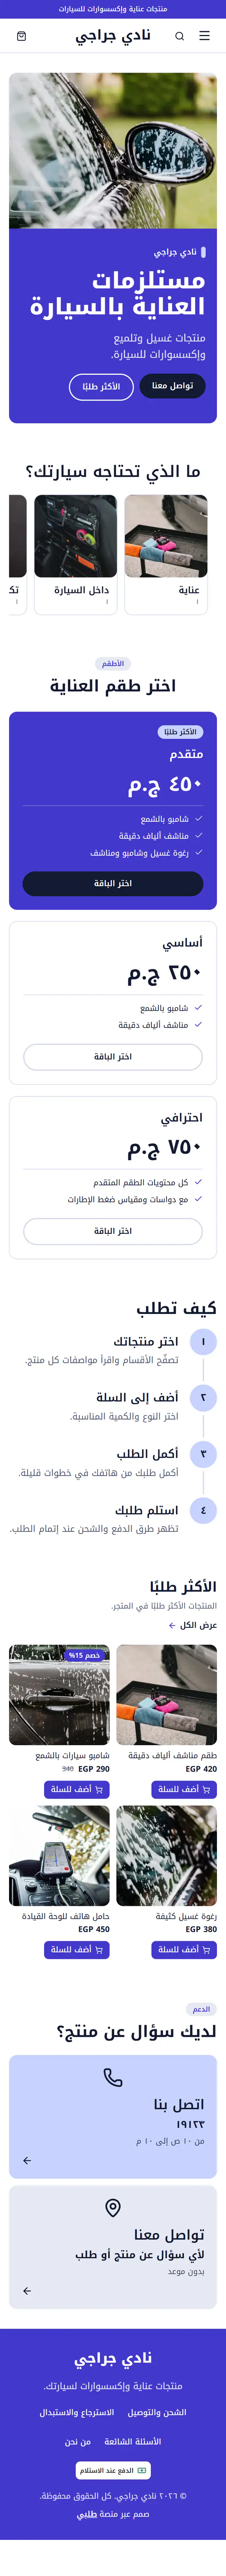 منتجات عناية وإكسسوارات للسيارات
نادي جراجي
نادي جراجي
مستلزمات
العناية بالسيارة
منتجات غسيل وتلميع
وإكسسوارات للسيارة.
تواصل معنا
الأكثر طلبًا
ما الذي تحتاجه سيارتك؟
عناية
١
داخل السيارة
١
تك
١
الأطقم
اختر طقم العناية
الأكثر طلبًا
متقدم
٤٥٠ ج.م
شامبو بالشمع
مناشف ألياف دقيقة
رغوة غسيل وشامبو ومناشف
اختر الباقة
أساسي
٢٥٠ ج.م
شامبو بالشمع
مناشف ألياف دقيقة
اختر الباقة
احترافي
٧٥٠ ج.م
كل محتويات الطقم المتقدم
مع دواسات ومقياس ضغط الإطارات
اختر الباقة
كيف تطلب
١
اختر منتجاتك
تصفّح الأقسام واقرأ مواصفات كل منتج.
٢
أضف إلى السلة
اختر النوع والكمية المناسبة.
٣
أكمل الطلب
أكمل طلبك من هاتفك في خطوات قليلة.
٤
استلم طلبك
تظهر طرق الدفع والشحن عند إتمام الطلب.
الأكثر طلبًا
المنتجات الأكثر طلبًا في المتجر.
عرض الكل
طقم مناشف ألياف دقيقة
420 EGP
أضف للسلة
خصم 15%
شامبو سيارات بالشمع
290 EGP 340
أضف للسلة
رغوة غسيل كثيفة
380 EGP
أضف للسلة
حامل هاتف للوحة القيادة
450 EGP
أضف للسلة
الدعم
لديك سؤال عن منتج؟
اتصل بنا
١٩١٢٣
من ١٠ ص إلى ١٠ م
تواصل معنا
لأي سؤال عن منتج أو طلب
بدون موعد
نادي جراجي
منتجات عناية وإكسسوارات لسيارتك.
الشحن والتوصيل
الاسترجاع والاستبدال
الأسئلة الشائعة
من نحن
الدفع عند الاستلام
© ٢٠٢٦ نادي جراجي. كل الحقوق محفوظة.
صمم عبر منصة طلبي